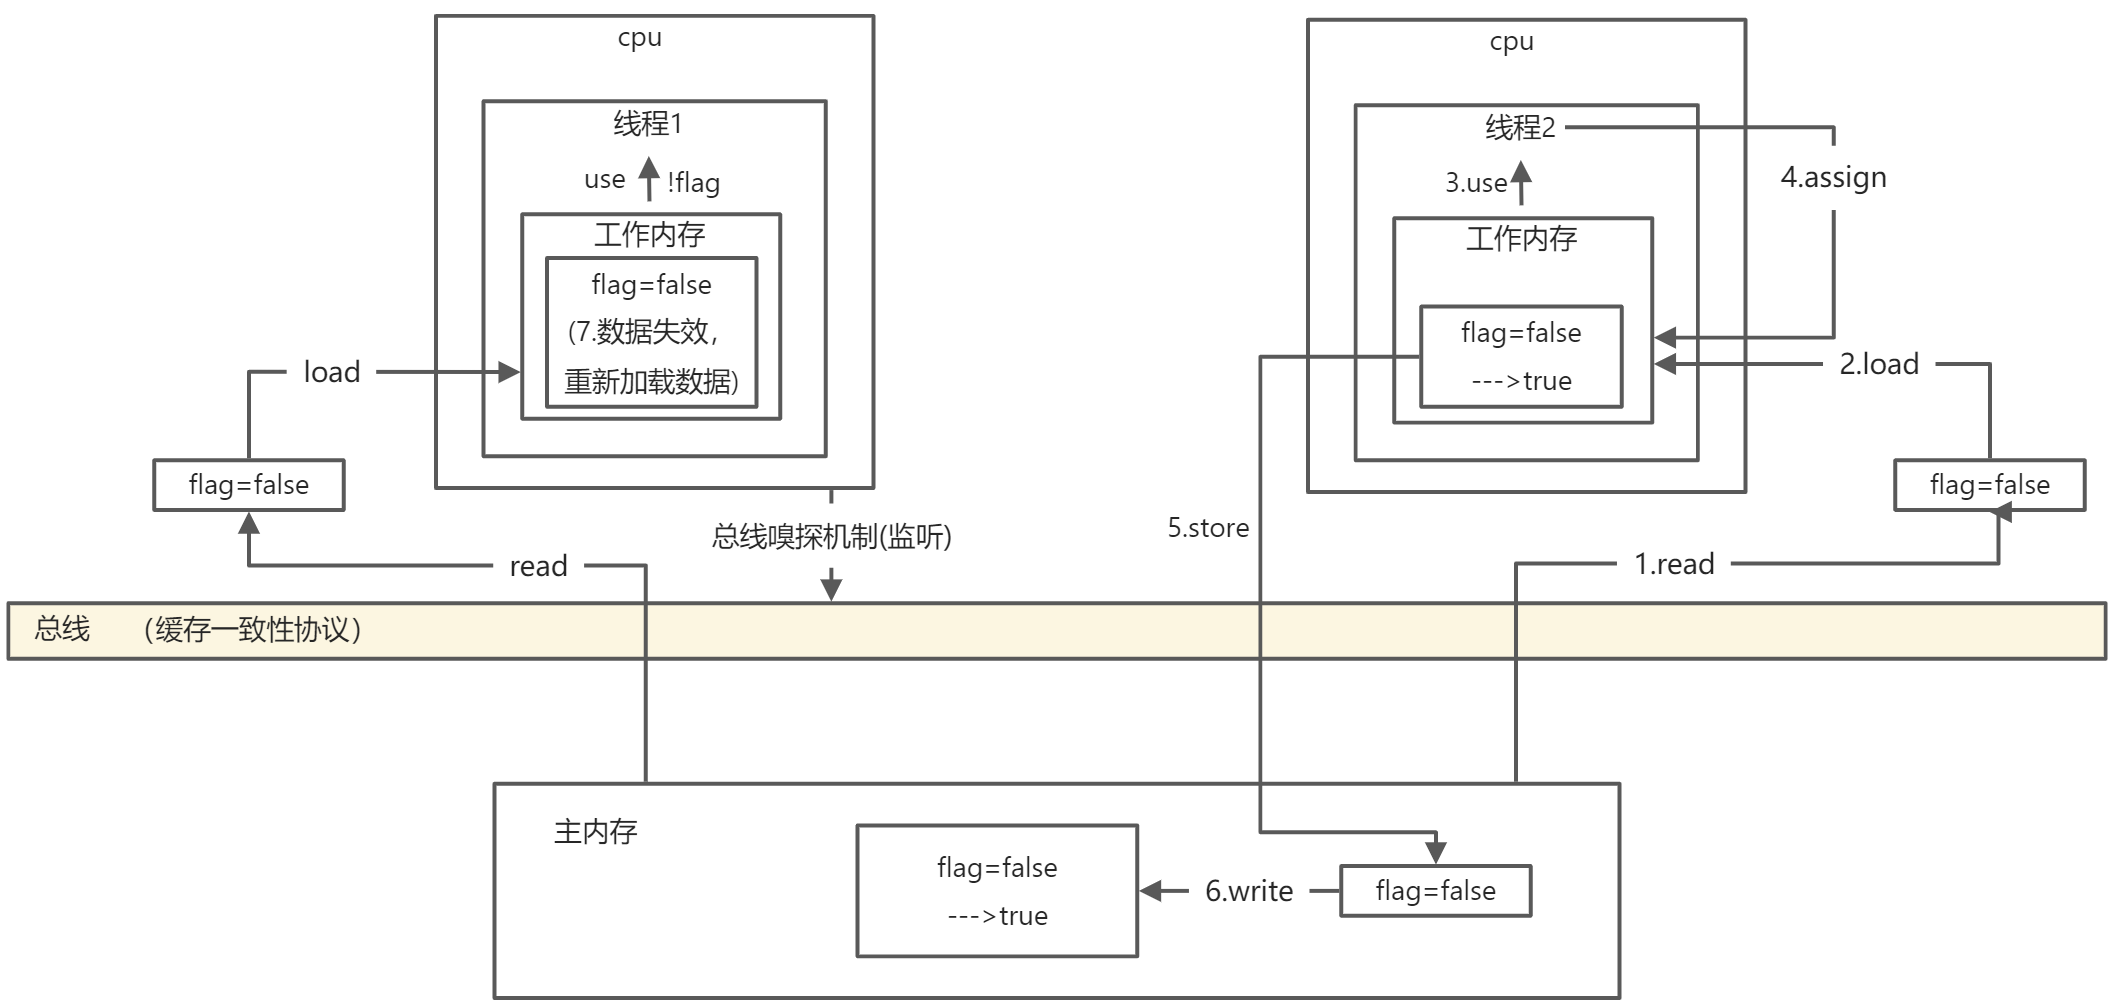 cpu
线程1
use
!flag
工作内存
flag=false
(7.数据失效，
重新加载数据)
load
flag=false
read
总线嗅探机制(监听)
cpu
线程2
3.use
4.assign
工作内存
flag=false
--->true
2.load
flag=false
5.store
1.read
总线 （缓存一致性协议）
主内存
flag=false
--->true
6.write
flag=false